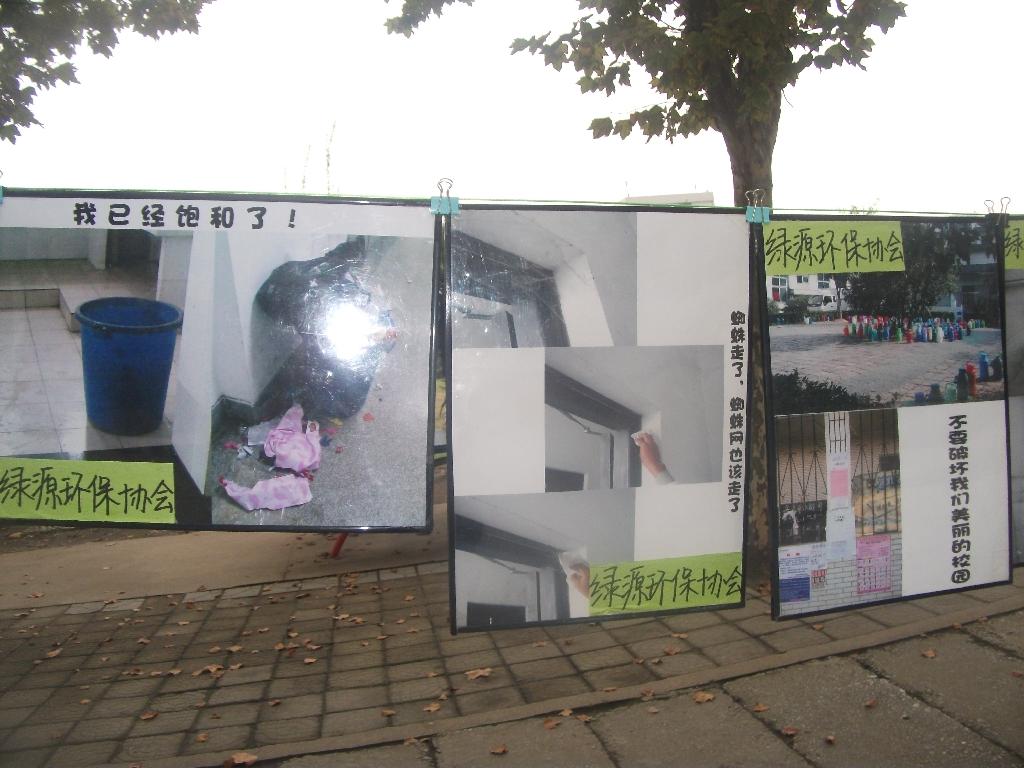 我已经饱和了！
绿源环保协会
蜘蛛走了，蜘蛛网也该走了
绿源环保协会
绿源环保协会
不要破坏我们美丽的校园
绿